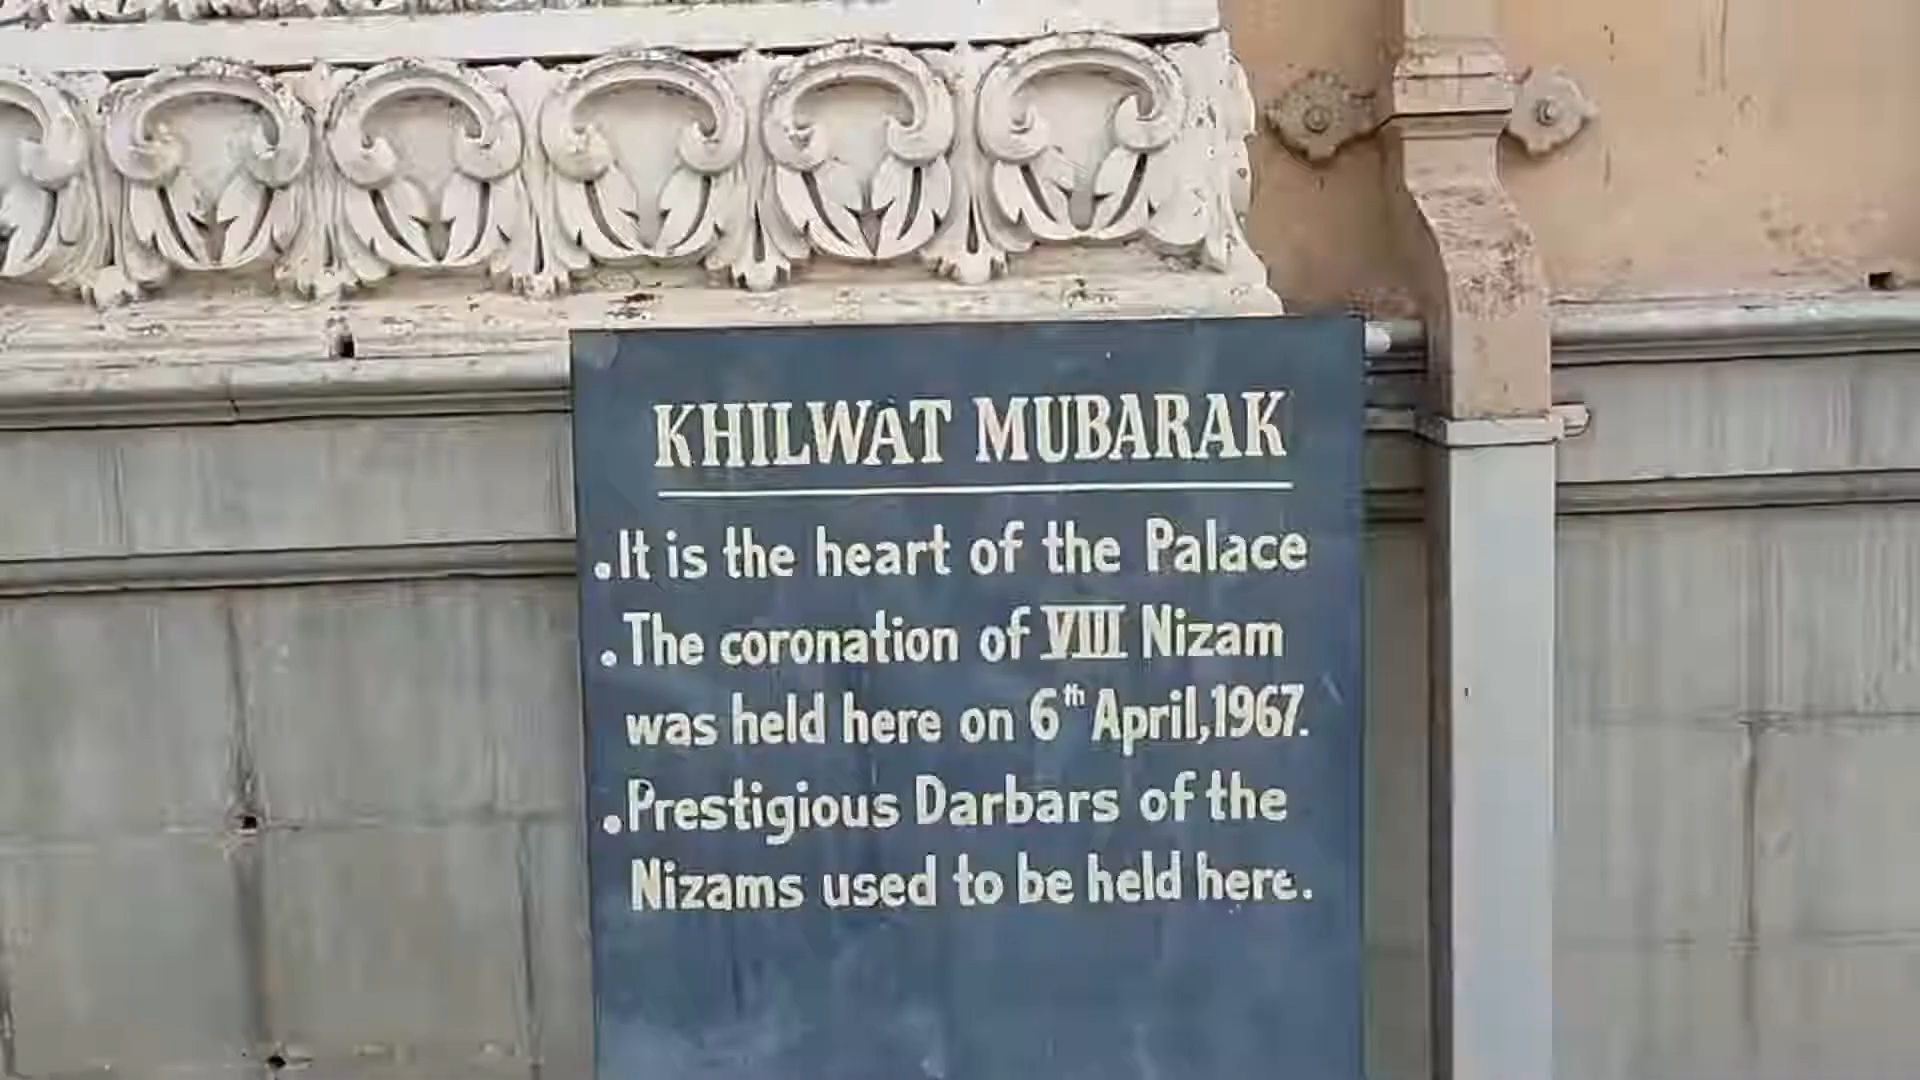 KHILWAT MUBARAK
.It is the heart of the Palace
.The coronation of VIII Nizam
was held here on 6th April,1967.
.Prestigious Darbars of the
Nizams used to be held here.